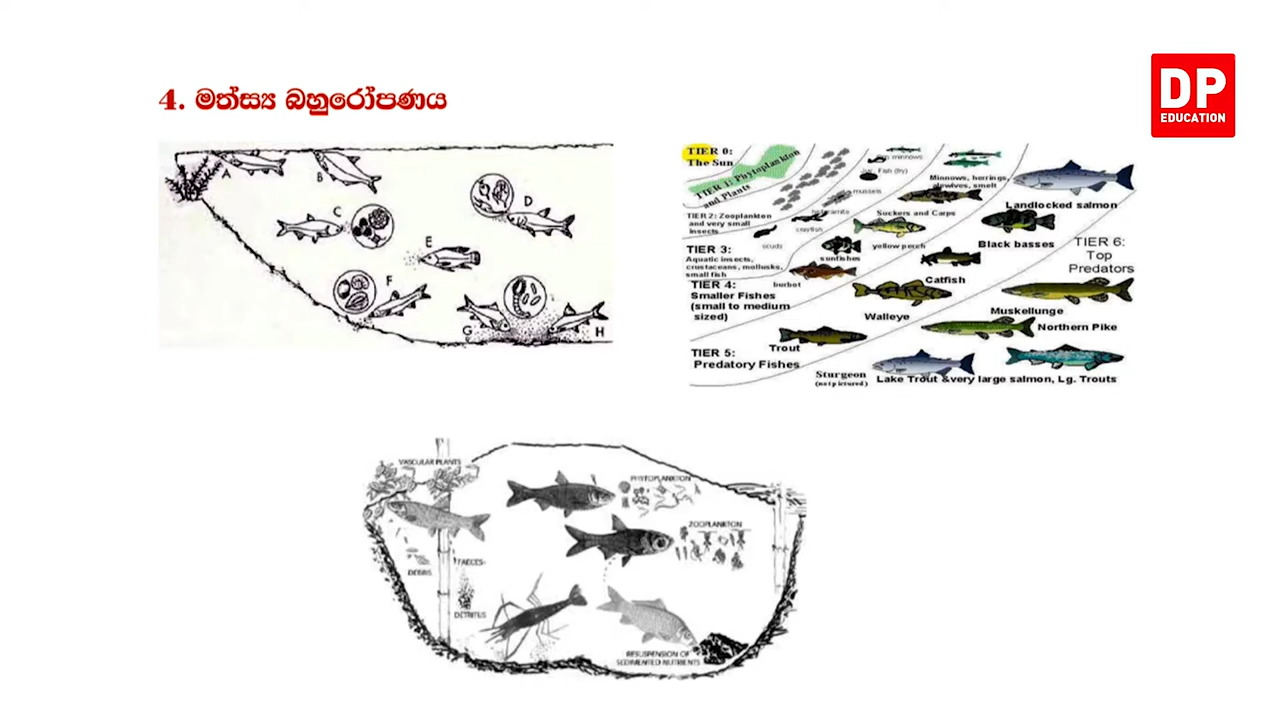 DP
EDUCATION
4. මත්ස්‍ය බහුරෝපණය
A
B
C
D
E
F
G
H
TIER 0:
The Sun
TIER 1: Phytoplankton
and Plants
TIER 2: Zooplankton
and very small
insects
TIER 3:
Aquatic insects,
crustaceans, mollusks,
small fish
TIER 4:
Smaller Fishes
(small to medium
sized)
TIER 5:
Predatory Fishes
TIER 6:
Top
Predators
minnows
Fish (fry)
mussels
crayfish
scuds
Minnows, herrings,
alewives, smelt
Suckers and Carps
yellow perch
sunfishes
burbot
Landlocked salmon
Black basses
Catfish
Walleye
Muskellunge
Northern Pike
Trout
Sturgeon
(not pictured)
Lake Trout &very large salmon, Lg. Trouts
VASCULAR PLANTS
PHYTOPLANKTON
ZOOPLANKTON
DEBRIS
FAECES
DETRITUS
RESUSPENSION OF
SEDIMENTED NUTRIENTS